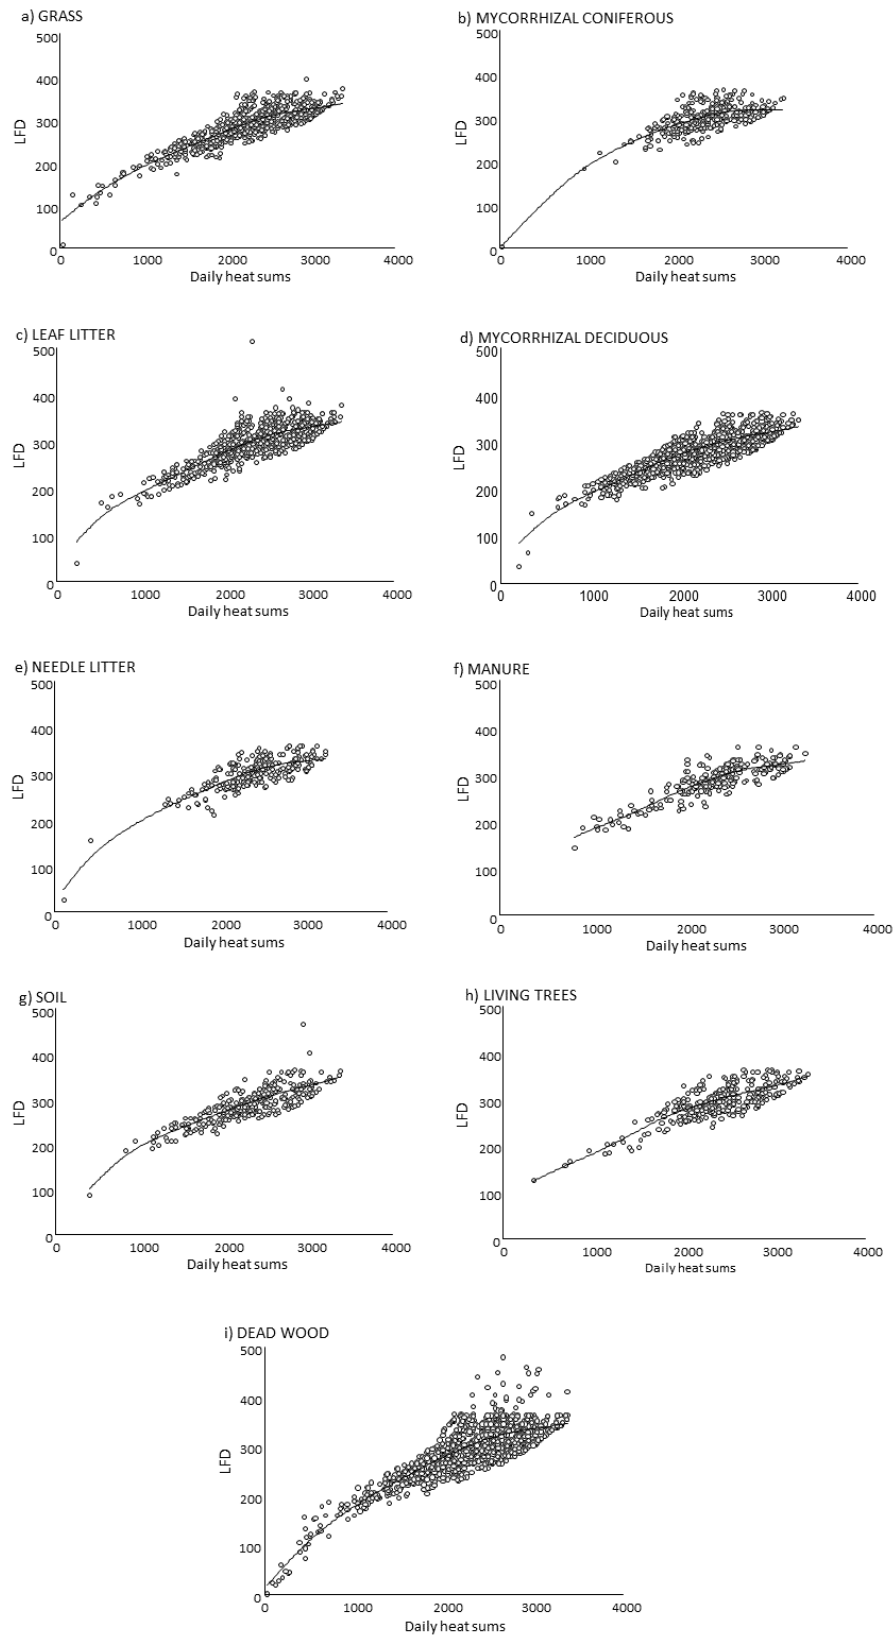 a) GRASS
500
400
300
200
100
0
LFD
0 1000 2000 3000 4000
Daily heat sums
b) MYCORRHIZAL CONIFEROUS
500
400
300
200
100
0
LFD
0 1000 2000 3000 4000
Daily heat sums
c) LEAF LITTER
500
400
300
200
100
0
LFD
0 1000 2000 3000 4000
Daily heat sums
d) MYCORRHIZAL DECIDUOUS
500
400
300
200
100
0
LFD
0 1000 2000 3000 4000
Daily heat sums
e) NEEDLE LITTER
500
400
300
200
100
0
LFD
0 1000 2000 3000 4000
Daily heat sums
f) MANURE
500
400
300
200
100
0
LFD
0 1000 2000 3000 4000
Daily heat sums
g) SOIL
500
400
300
200
100
0
LFD
0 1000 2000 3000 4000
Daily heat sums
h) LIVING TREES
500
400
300
200
100
0
LFD
0 1000 2000 3000 4000
Daily heat sums
i) DEAD WOOD
500
400
300
200
100
0
LFD
0 1000 2000 3000 4000
Daily heat sums